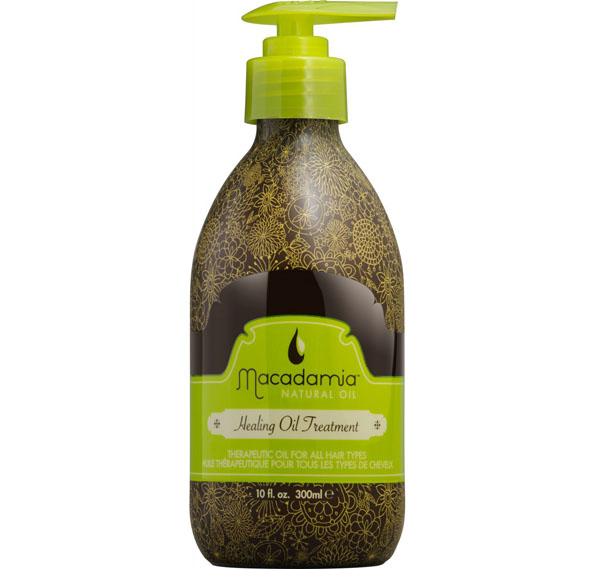 Macadamia™
NATURAL OIL
Healing Oil Treatment
THERAPEUTIC OIL FOR ALL HAIR TYPES
HUILE THÉRAPEUTIQUE POUR TOUS LES TYPES DE CHEVEUX
10 fl. oz. 300ml ℮